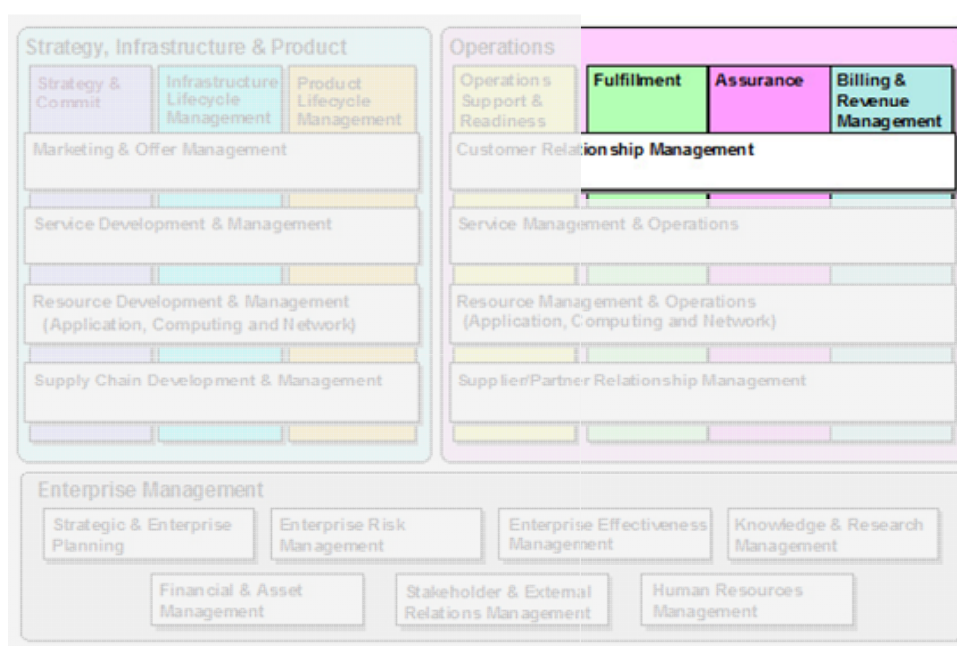 Strategy, Infrastructure & Product
Strategy &
Commit
Infrastructure
Lifecycle
Management
Product
Lifecycle
Management
Marketing & Offer Management
Service Development & Management
Resource Development & Management
(Application, Computing and Network)
Supply Chain Development & Management
Operations
Operations
Support &
Readiness
Fulfillment
Assurance
Billing &
Revenue
Management
Customer Relationship Management
Service Management & Operations
Resource Management & Operations
(Application, Computing and Network)
Supplier/Partner Relationship Management
Enterprise Management
Strategic & Enterprise
Planning
Enterprise Risk
Management
Enterprise Effectiveness
Management
Knowledge & Research
Management
Financial & Asset
Management
Stakeholder & External
Relations Management
Human Resources
Management